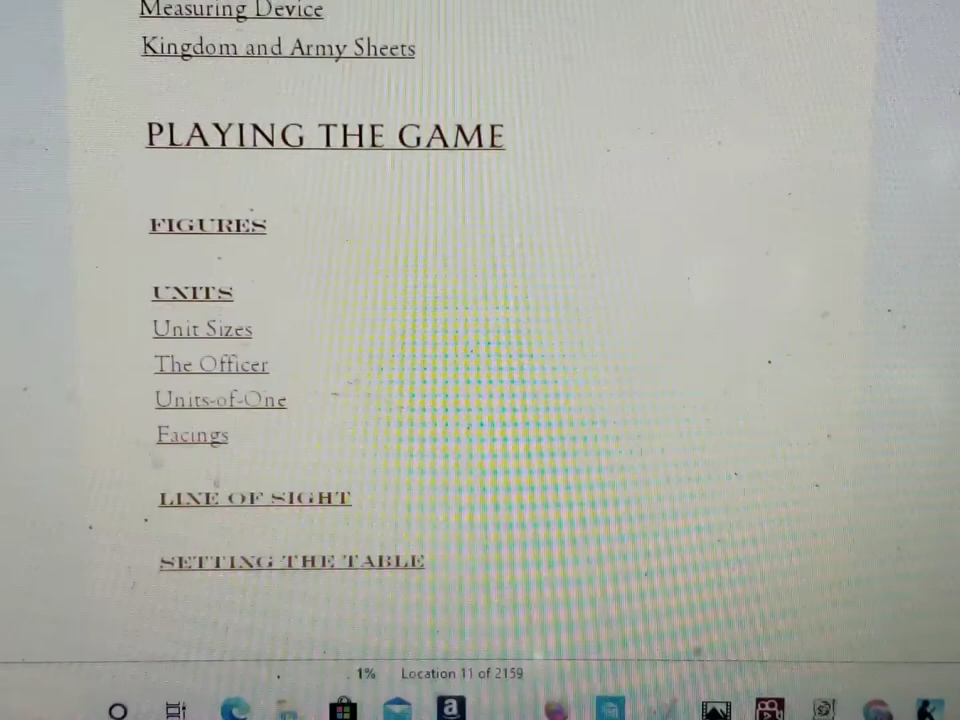 Measuring Device
Kingdom and Army Sheets
PLAYING THE GAME
FIGURES
UNITS
Unit Sizes
The Officer
Units-of-One
Facings
LINE OF SIGHT
SETTING THE TABLE
1% Location 11 of 2159
a